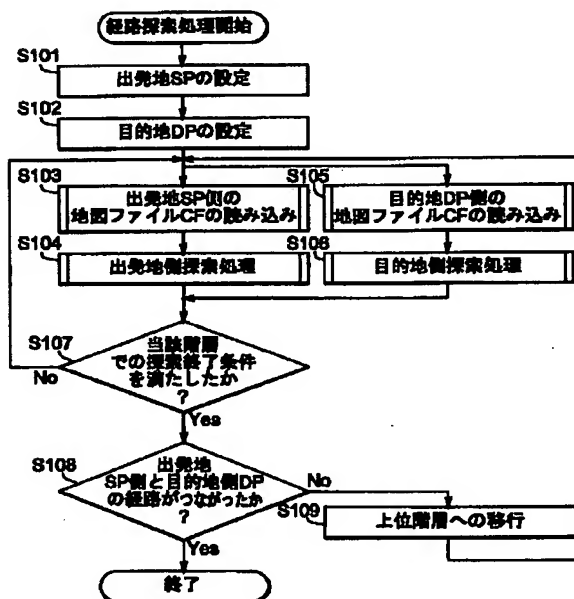 経路探索処理開始
S101
出発地SPの設定
S102
目的地DPの設定
S103
出発地SP側の
地図ファイルCFの読み込み
S105
目的地DP側の
地図ファイルCFの読み込み
S104
出発地側探索処理
S106
目的地側探索処理
S107
当該階層
での探索終了条件
を満たしたか
?
No
Yes
S108
出発地
SP側と目的地側DP
の経路がつながったか
?
No
Yes
S109
上位階層への移行
終了